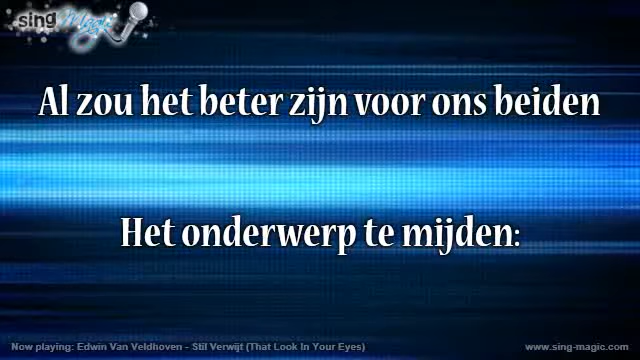 sing Magic
Al zou het beter zijn voor ons beiden
Het onderwerp te mijden:
Now playing: Edwin Van Veldhoven - Stil Verwijt (That Look In Your Eyes)
www.sing-magic.com